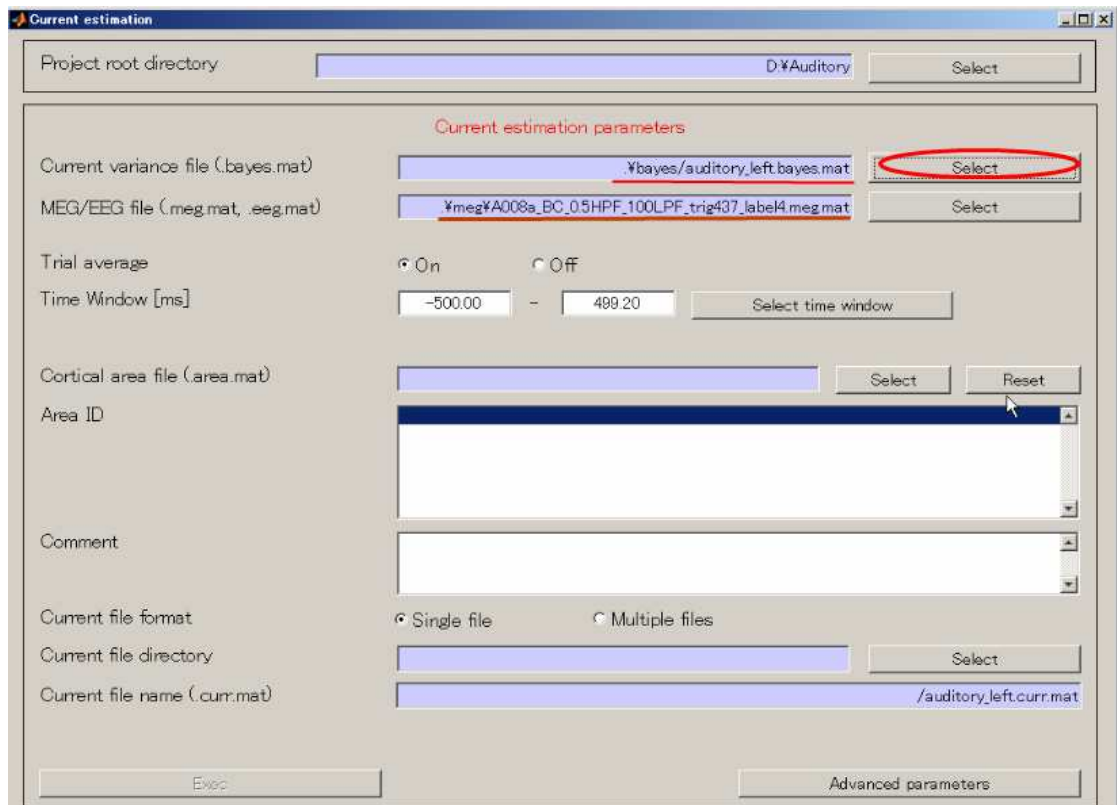 Current estimation
Project root directory D:¥Auditory Select
Current estimation parameters
Current variance file (.bayes.mat) .¥bayes/auditory_left.bayes.mat Select
MEG/EEG file (.meg.mat, .eeg.mat) ¥meg¥A008a_BC_0.5HPF_100LPF_trig437_label4.meg.mat Select
Trial average On Off
Time Window [ms] -500.00 - 499.20 Select time window
Cortical area file (.area.mat) Select Reset
Area ID
Comment
Current file format Single file Multiple files
Current file directory Select
Current file name (.curr.mat) /auditory_left.curr.mat
Exec Advanced parameters